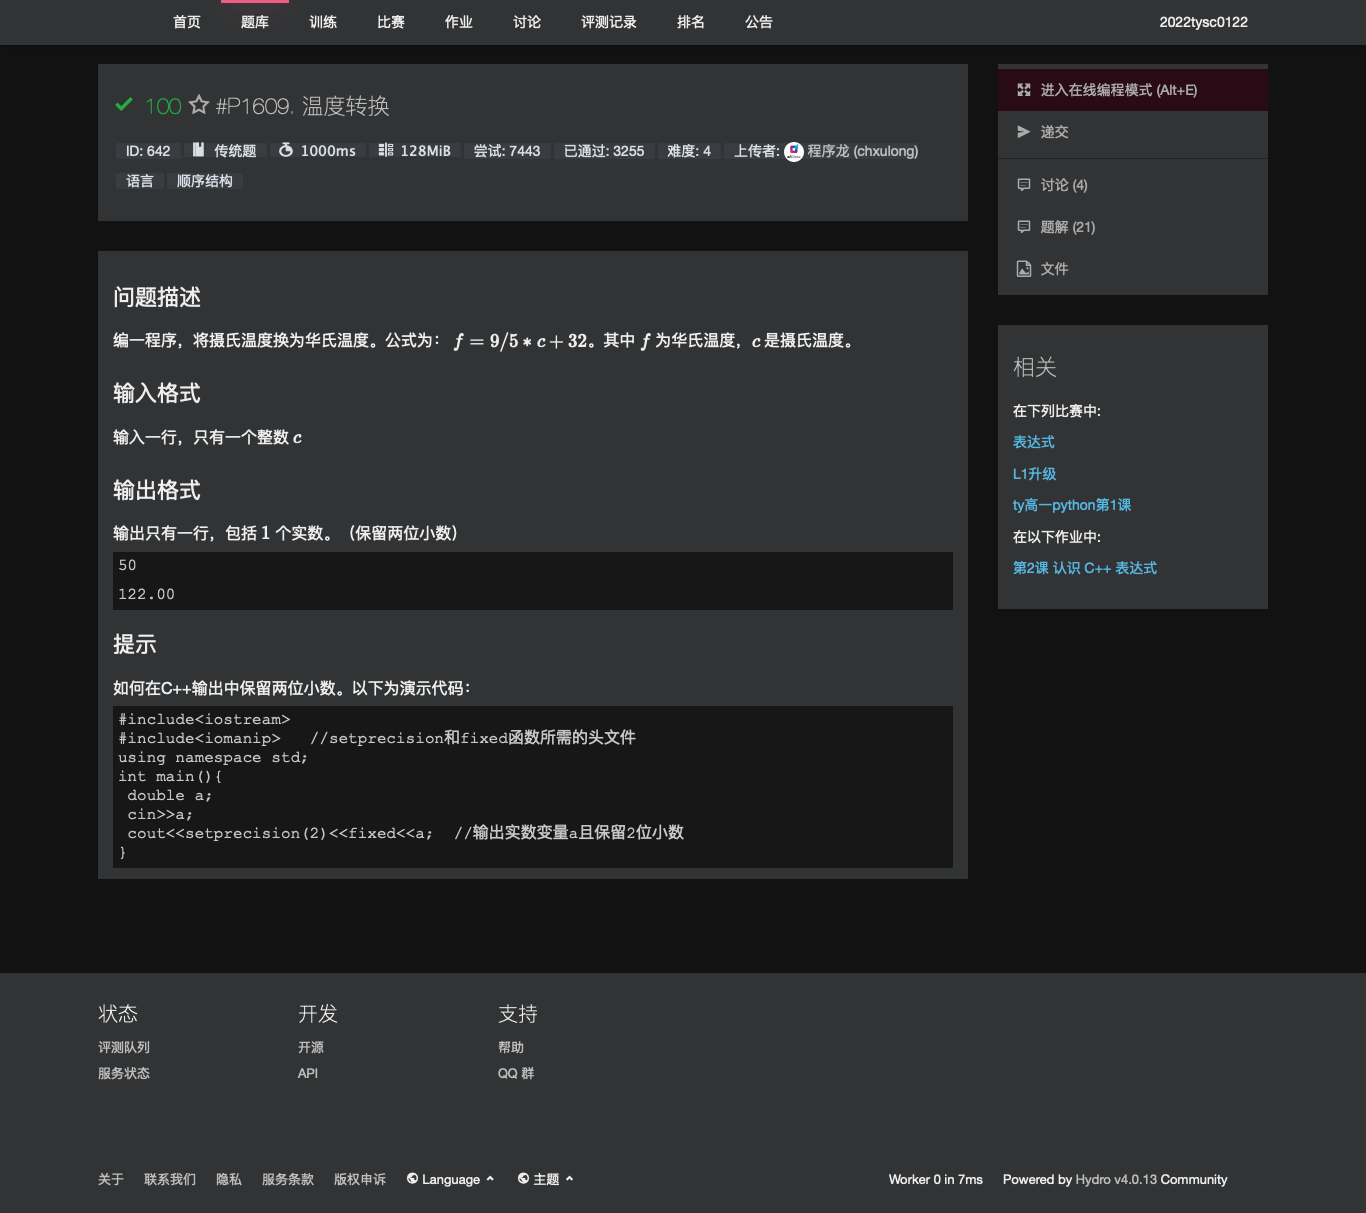 首页 题库 训练 比赛 作业 讨论 评测记录 排名 公告 2022tysc0122
100 #P1609. 温度转换
ID: 642 传统题 1000ms 128MiB 尝试: 7443 已通过: 3255 难度: 4 上传者: 程序龙 (chxulong)
语言 顺序结构
问题描述
编一程序，将摄氏温度换为华氏温度。公式为： f = 9/5 * c + 32。其中 f 为华氏温度，c 是摄氏温度。
输入格式
输入一行，只有一个整数 c
输出格式
输出只有一行，包括 1 个实数。（保留两位小数）
50
122.00
提示
如何在C++输出中保留两位小数。以下为演示代码：
#include<iostream>
#include<iomanip>   //setprecision和fixed函数所需的头文件
using namespace std;
int main(){
 double a;
 cin>>a;
 cout<<setprecision(2)<<fixed<<a;  //输出实数变量a且保留2位小数
}
进入在线编程模式 (Alt+E)
递交
讨论 (4)
题解 (21)
文件
相关
在下列比赛中:
表达式
L1升级
ty高一python第1课
在以下作业中:
第2课 认识 C++ 表达式
状态
评测队列
服务状态
开发
开源
API
支持
帮助
QQ 群
关于 联系我们 隐私 服务条款 版权申诉 Language 主题 Worker 0 in 7ms Powered by Hydro v4.0.13 Community